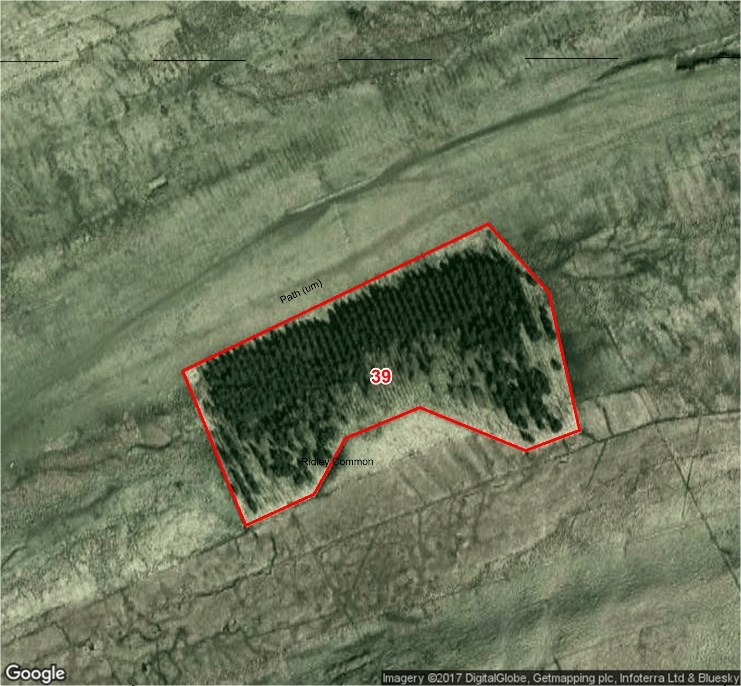 Path (um)
39
Ridley Common
Google
Imagery ©2017 DigitalGlobe, Getmapping plc, Infoterra Ltd & Bluesky